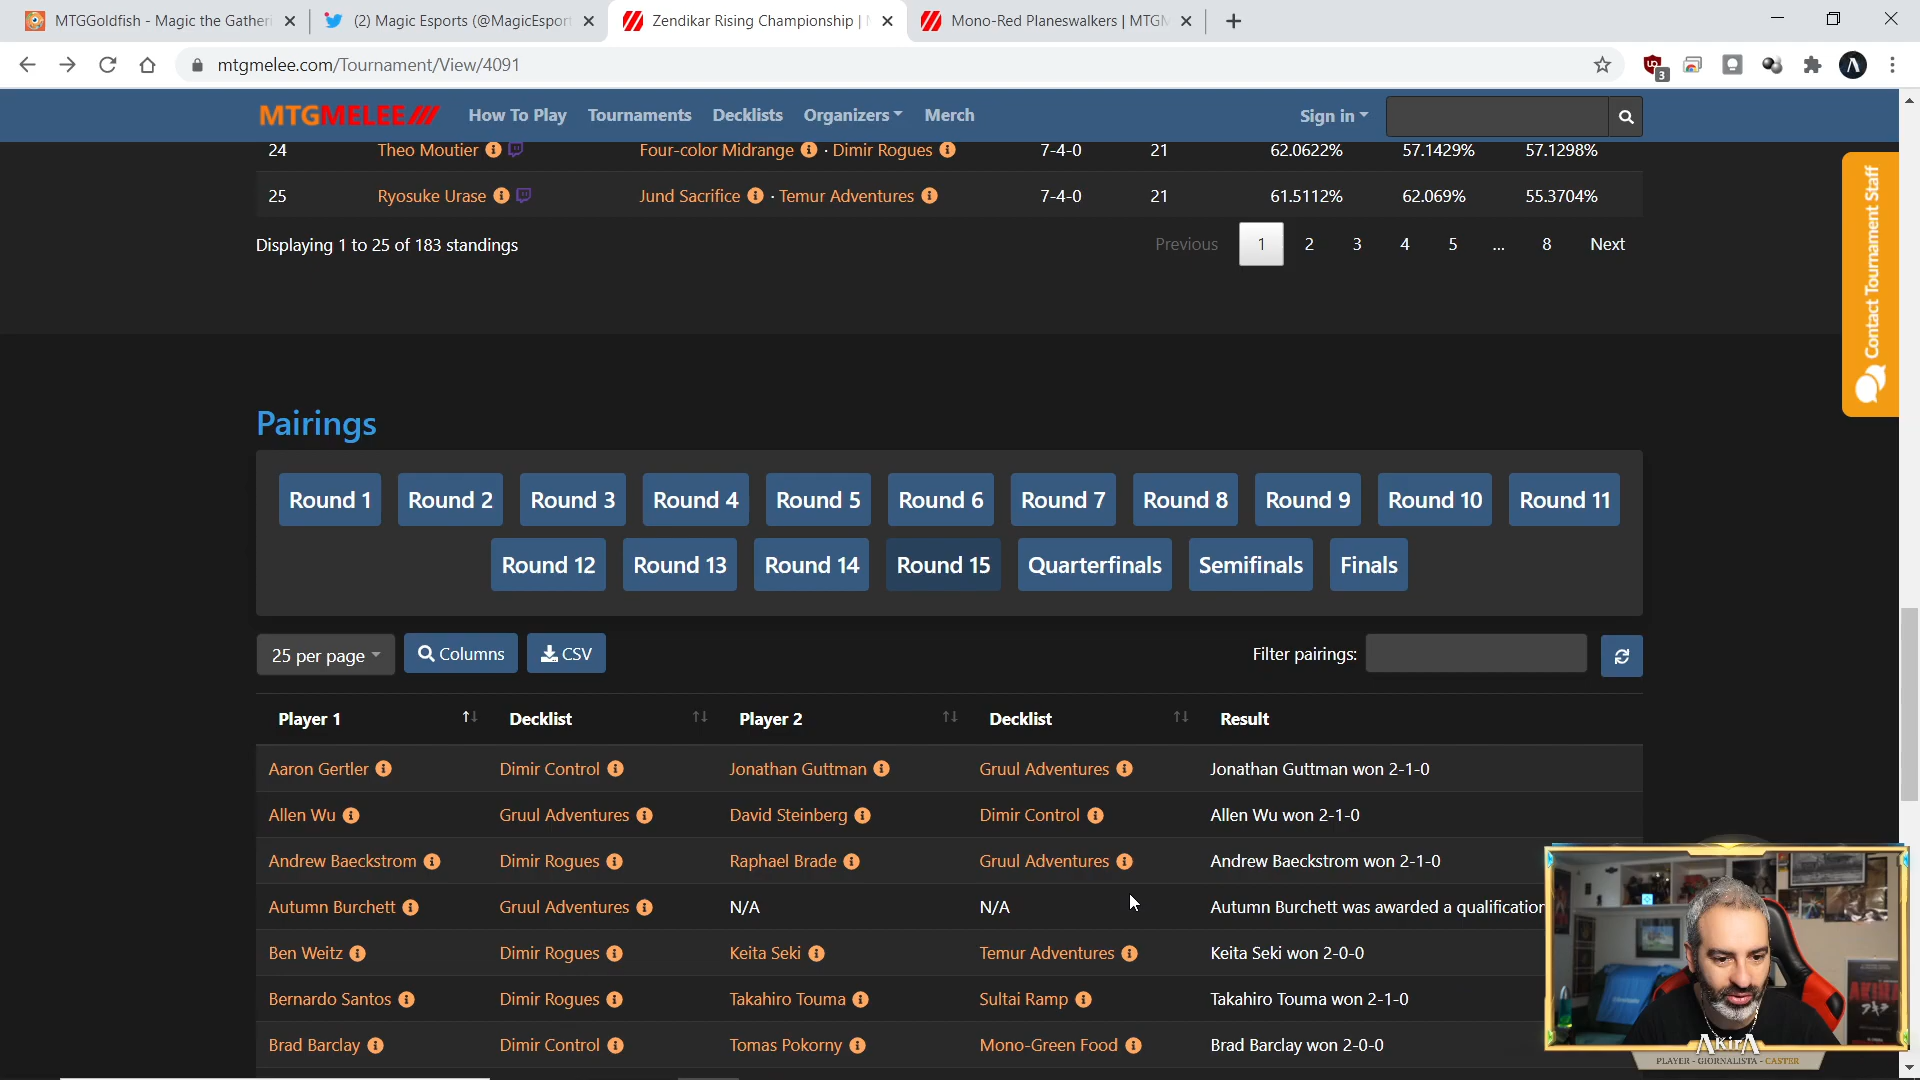 MTGGoldfish - Magic the Gatheri
(2) Magic Esports (@MagicEsport
Zendikar Rising Championship |
Mono-Red Planeswalkers | MTGM
mtgmelee.com/Tournament/View/4091
3
MTGMELEE
How To Play
Tournaments
Decklists
Organizers
Merch
Sign in
24 Theo Moutier Four-color Midrange · Dimir Rogues 7-4-0 21 62.0622% 57.1429% 57.1298%
25 Ryosuke Urase Jund Sacrifice · Temur Adventures 7-4-0 21 61.5112% 62.069% 55.3704%
Displaying 1 to 25 of 183 standings
Previous 1 2 3 4 5 ... 8 Next
Contact Tournament Staff
Pairings
Round 1 Round 2 Round 3 Round 4 Round 5 Round 6 Round 7 Round 8 Round 9 Round 10 Round 11
Round 12 Round 13 Round 14 Round 15 Quarterfinals Semifinals Finals
25 per page Columns CSV Filter pairings:
Player 1 Decklist Player 2 Decklist Result
Aaron Gertler Dimir Control Jonathan Guttman Gruul Adventures Jonathan Guttman won 2-1-0
Allen Wu Gruul Adventures David Steinberg Dimir Control Allen Wu won 2-1-0
Andrew Baeckstrom Dimir Rogues Raphael Brade Gruul Adventures Andrew Baeckstrom won 2-1-0
Autumn Burchett Gruul Adventures N/A N/A Autumn Burchett was awarded a qualification
Ben Weitz Dimir Rogues Keita Seki Temur Adventures Keita Seki won 2-0-0
Bernardo Santos Dimir Rogues Takahiro Touma Sultai Ramp Takahiro Touma won 2-1-0
Brad Barclay Dimir Control Tomas Pokorny Mono-Green Food Brad Barclay won 2-0-0
AKirA
PLAYER - GIORNALISTA - CASTER